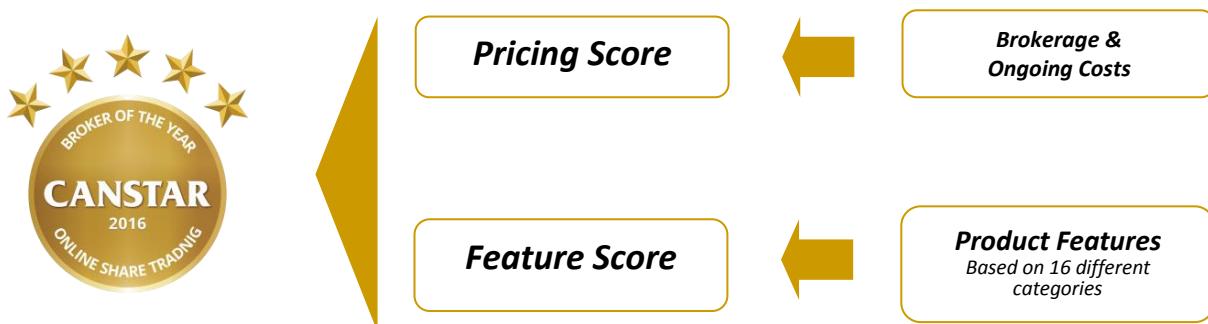 BROKER OF THE YEAR
CANSTAR
2016
ONLINE SHARE TRADNIG
Pricing Score
Brokerage &
Ongoing Costs
Feature Score
Product Features
Based on 16 different
categories